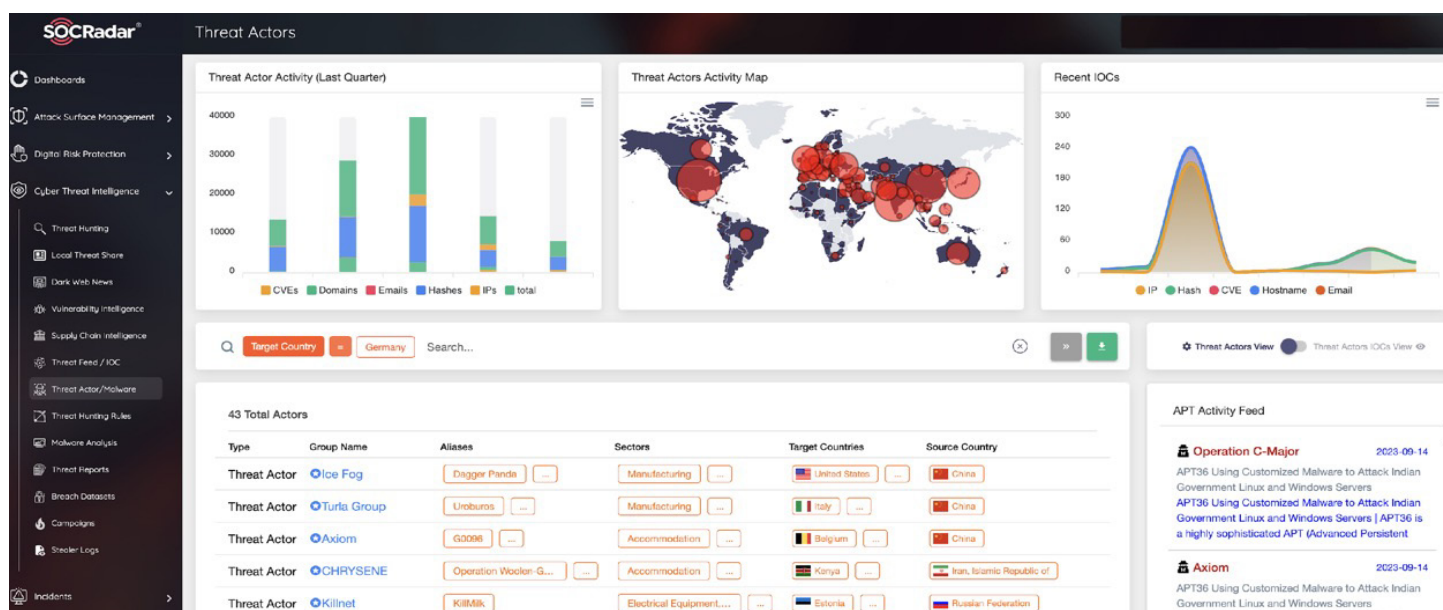 SOCRadar®
Threat Actors
Dashboards
Attack Surface Management
Digital Risk Protection
Cyber Threat Intelligence
Threat Hunting
Local Threat Share
Dark Web News
Vulnerability Intelligence
Supply Chain Intelligence
Threat Feed / IOC
Threat Actor/Malware
Threat Hunting Rules
Malware Analysis
Threat Reports
Breach Datasets
Campaigns
Stealer Logs
Incidents
Threat Actor Activity (Last Quarter)
40000
30000
20000
10000
0
CVEs Domains Emails Hashes IPs total
Threat Actors Activity Map
Recent IOCs
300
240
180
120
60
0
IP Hash CVE Hostname Email
Target Country = Germany Search...
Threat Actors View Threat Actors IOCs View
43 Total Actors
Type Group Name Aliases Sectors Target Countries Source Country
Threat Actor Ice Fog Dagger Panda ... Manufacturing ... United States ... China
Threat Actor Turla Group Uroburos ... Manufacturing ... Italy ... China
Threat Actor Axiom G0096 ... Accommodation ... Belgium ... China
Threat Actor CHRYSENE Operation Woolen-G... ... Accommodation ... Kenya ... Iran, Islamic Republic of
Threat Actor Killnet KillMilk Electrical Equipment,... ... Estonia ... Russian Federation
APT Activity Feed
Operation C-Major 2023-09-14
APT36 Using Customized Malware to Attack Indian
Government Linux and Windows Servers
APT36 Using Customized Malware to Attack Indian
Government Linux and Windows Servers | APT36 is
a highly sophisticated APT (Advanced Persistent
Axiom 2023-09-14
APT36 Using Customized Malware to Attack Indian
Government Linux and Windows Servers